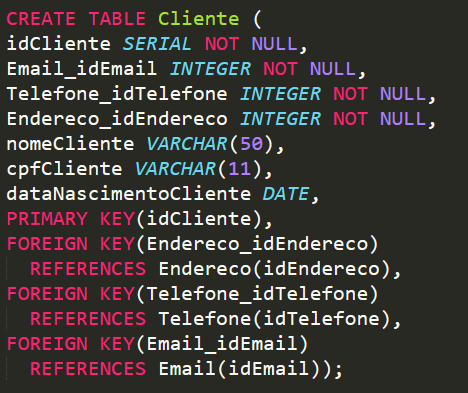 CREATE TABLE Cliente (
idCliente SERIAL NOT NULL,
Email_idEmail INTEGER NOT NULL,
Telefone_idTelefone INTEGER NOT NULL,
Endereco_idEndereco INTEGER NOT NULL,
nomeCliente VARCHAR(50),
cpfCliente VARCHAR(11),
dataNascimentoCliente DATE,
PRIMARY KEY(idCliente),
FOREIGN KEY(Endereco_idEndereco)
  REFERENCES Endereco(idEndereco),
FOREIGN KEY(Telefone_idTelefone)
  REFERENCES Telefone(idTelefone),
FOREIGN KEY(Email_idEmail)
  REFERENCES Email(idEmail));